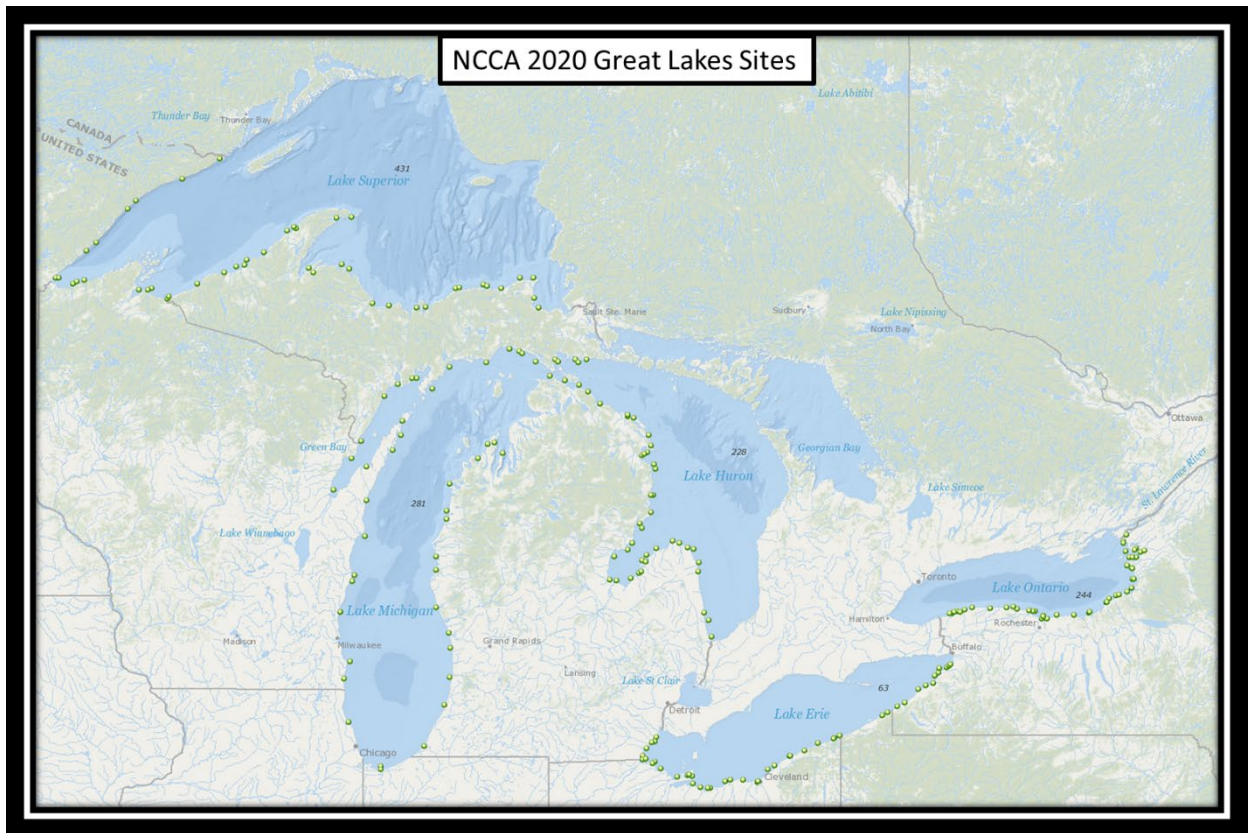 NCCA 2020 Great Lakes Sites
Lake Abitibi
Thunder Bay
Thunder Bay
CANADA
UNITED STATES
431
Lake Superior
Sault Ste. Marie
Sudbury
Lake Nipissing
North Bay
Ottawa
Green Bay
228
Georgian Bay
Lake Huron
St. Lawrence River
Lake Simcoe
281
Lake Winnebago
Toronto
Lake Ontario
244
Lake Michigan
Hamilton
Rochester
Madison
Milwaukee
Grand Rapids
Buffalo
Lansing
Lake St Clair
63
Detroit
Lake Erie
Chicago
Cleveland